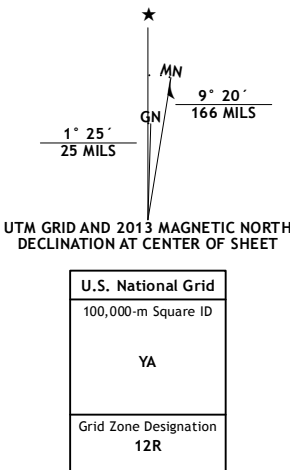 ★
MN
GN
9° 20´
166 MILS
1° 25´
25 MILS
UTM GRID AND 2013 MAGNETIC NORTH
DECLINATION AT CENTER OF SHEET
U.S. National Grid
100,000-m Square ID
YA
Grid Zone Designation
12R